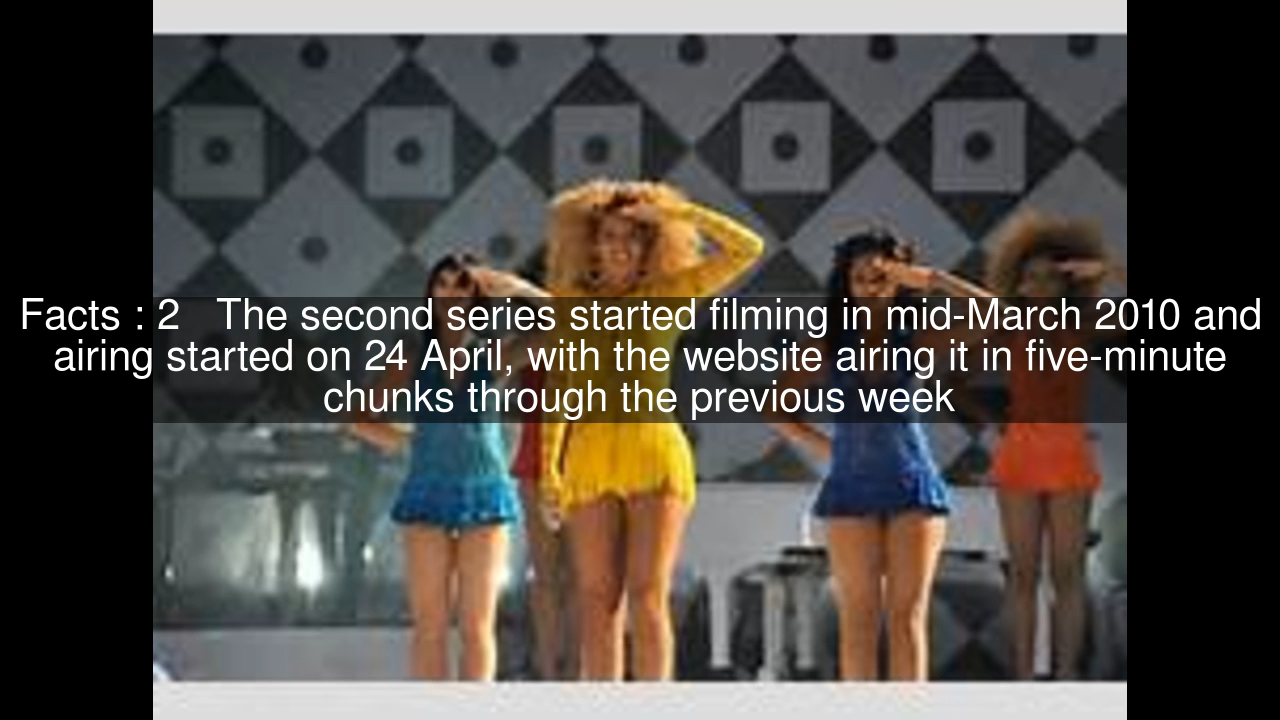 Facts : 2 The second series started filming in mid-March 2010 and
airing started on 24 April, with the website airing it in five-minute
chunks through the previous week